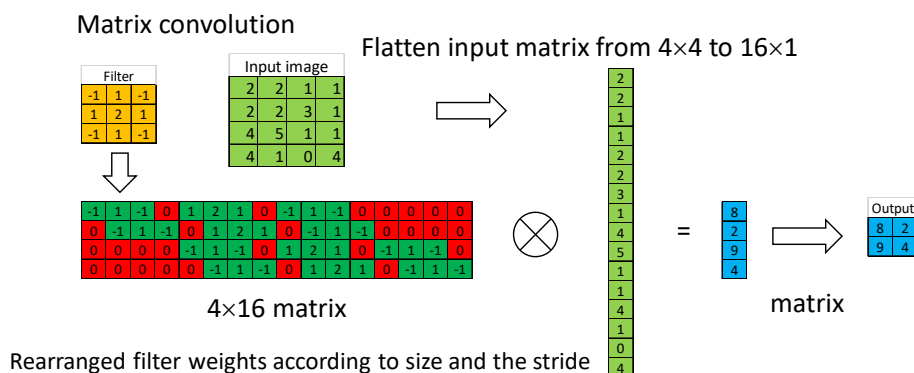 Matrix convolution
Flatten input matrix from 4×4 to 16×1
Filter
-1 1 -1
1 2 1
-1 1 -1
Input image
2 2 1 1
2 2 3 1
4 5 1 1
4 1 0 4
-1 1 -1 0 1 2 1 0 -1 1 -1 0 0 0 0 0
0 -1 1 -1 0 1 2 1 0 -1 1 -1 0 0 0 0
0 0 0 0 -1 1 -1 0 1 2 1 0 -1 1 -1 0
0 0 0 0 0 -1 1 -1 0 1 2 1 0 -1 1 -1
4×16 matrix
2
2
1
1
2
2
3
1
4
5
1
1
4
1
0
4
=
8
2
9
4
matrix
Output
8 2
9 4
Rearranged filter weights according to size and the stride